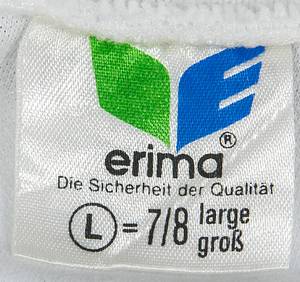 erima®
Die Sicherheit der Qualität
L = 7/8 large
groß